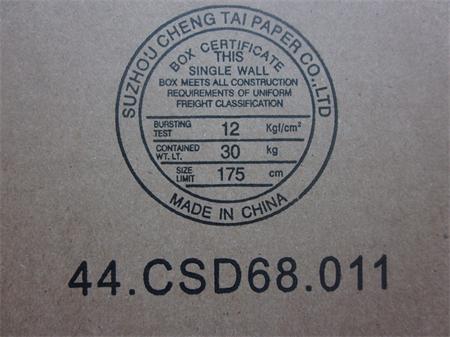 SUZHOU CHENG TAI PAPER CO.,LTD
BOX CERTIFICATE
THIS
SINGLE WALL
BOX MEETS ALL CONSTRUCTION
REQUIREMENTS OF UNIFORM
FREIGHT CLASSIFICATION
BURSTING TEST 12 Kgf/cm²
CONTAINED WT. LT. 30 kg
SIZE LIMIT 175 cm
MADE IN CHINA
44.CSD68.011